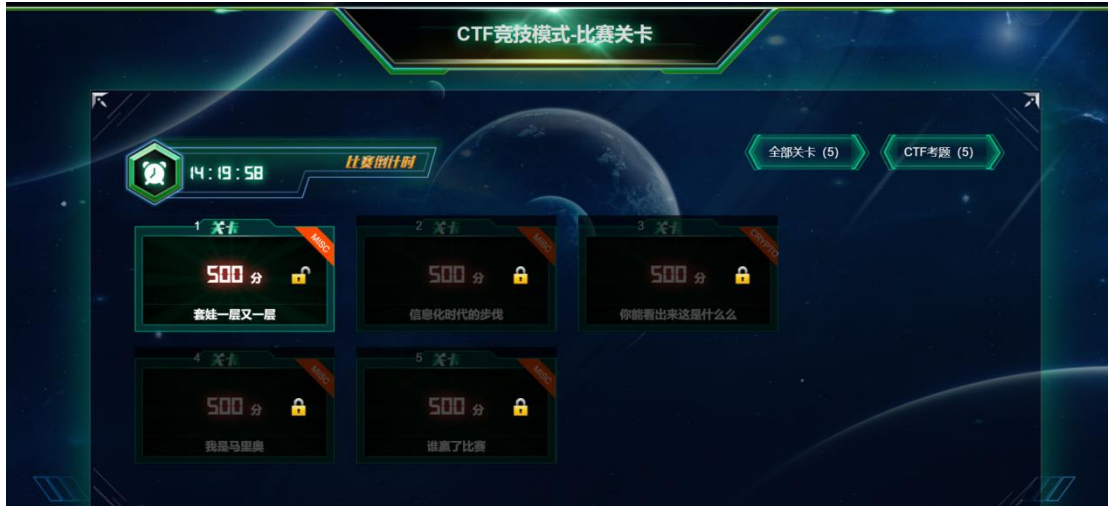 CTF竞技模式-比赛关卡
14:19:58
比赛倒计时
全部关卡 (5)
CTF考题 (5)
1 关卡
MISC
500 分
套娃一层又一层
2 关卡
MISC
500 分
信息化时代的步伐
3 关卡
CRYPTO
500 分
你能看出来这是什么么
4 关卡
MISC
500 分
我是马里奥
5 关卡
MISC
500 分
谁赢了比赛